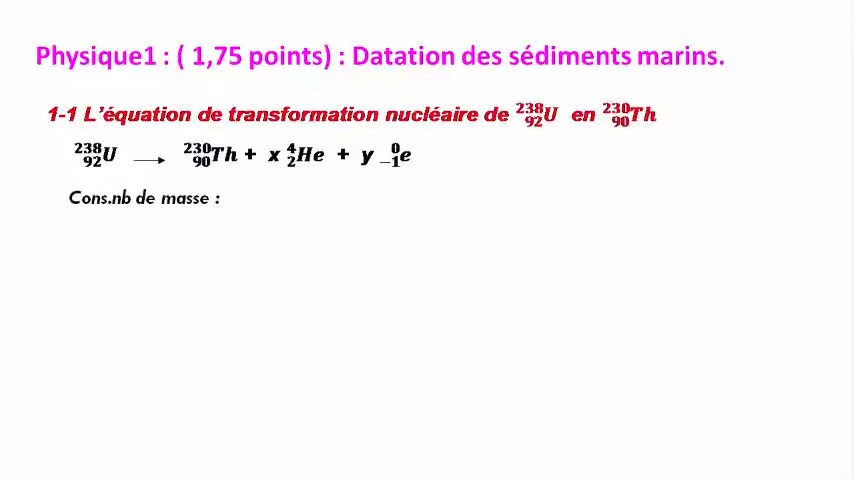 Physique1 : ( 1,75 points) : Datation des sédiments marins.
1-1 L'équation de transformation nucléaire de ²³⁸₉₂U en ²³⁰₉₀Th
²³⁸₉₂U → ²³⁰₉₀Th + x ⁴₂He + y ⁰₋₁e
Cons.nb de masse :